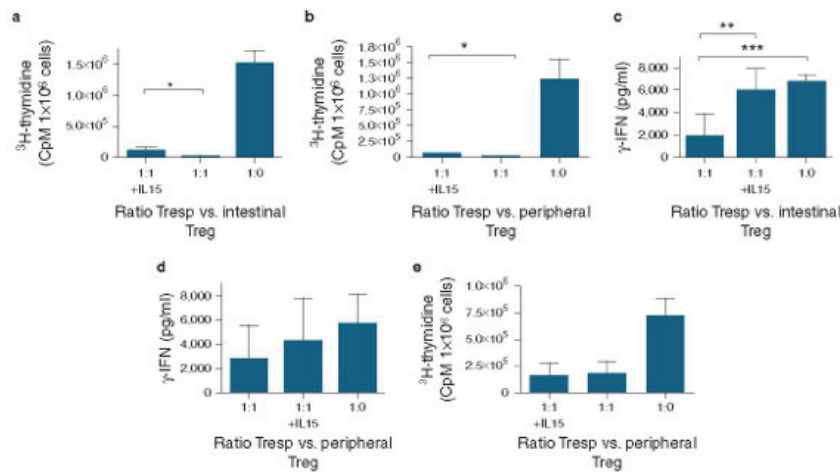 a
³H-thymidine
(CpM 1×10⁶ cells)
1.5×10⁶
1.0×10⁶
5.0×10⁵
0
*
1:1
+IL15
1:1
1:0
Ratio Tresp vs. intestinal
Treg
b
³H-thymidine
(CpM 1×10⁶ cells)
1.8×10⁶
1.5×10⁶
1.3×10⁶
1.0×10⁶
7.5×10⁵
5.0×10⁵
2.5×10⁵
0
*
1:1
+IL15
1:1
1:0
Ratio Tresp vs. peripheral
Treg
c
γ-IFN (pg/ml)
8,000
6,000
4,000
2,000
0
**
***
1:1
1:1
+IL15
1:0
Ratio Tresp vs. intestinal
Treg
d
γ-IFN (pg/ml)
8,000
6,000
4,000
2,000
0
1:1
1:1
+IL15
1:0
Ratio Tresp vs. peripheral
Treg
e
³H-thymidine
(CpM 1×10⁶ cells)
1.0×10⁶
7.5×10⁵
5.0×10⁵
2.5×10⁵
0
1:1
+IL15
1:1
1:0
Ratio Tresp vs. peripheral
Treg